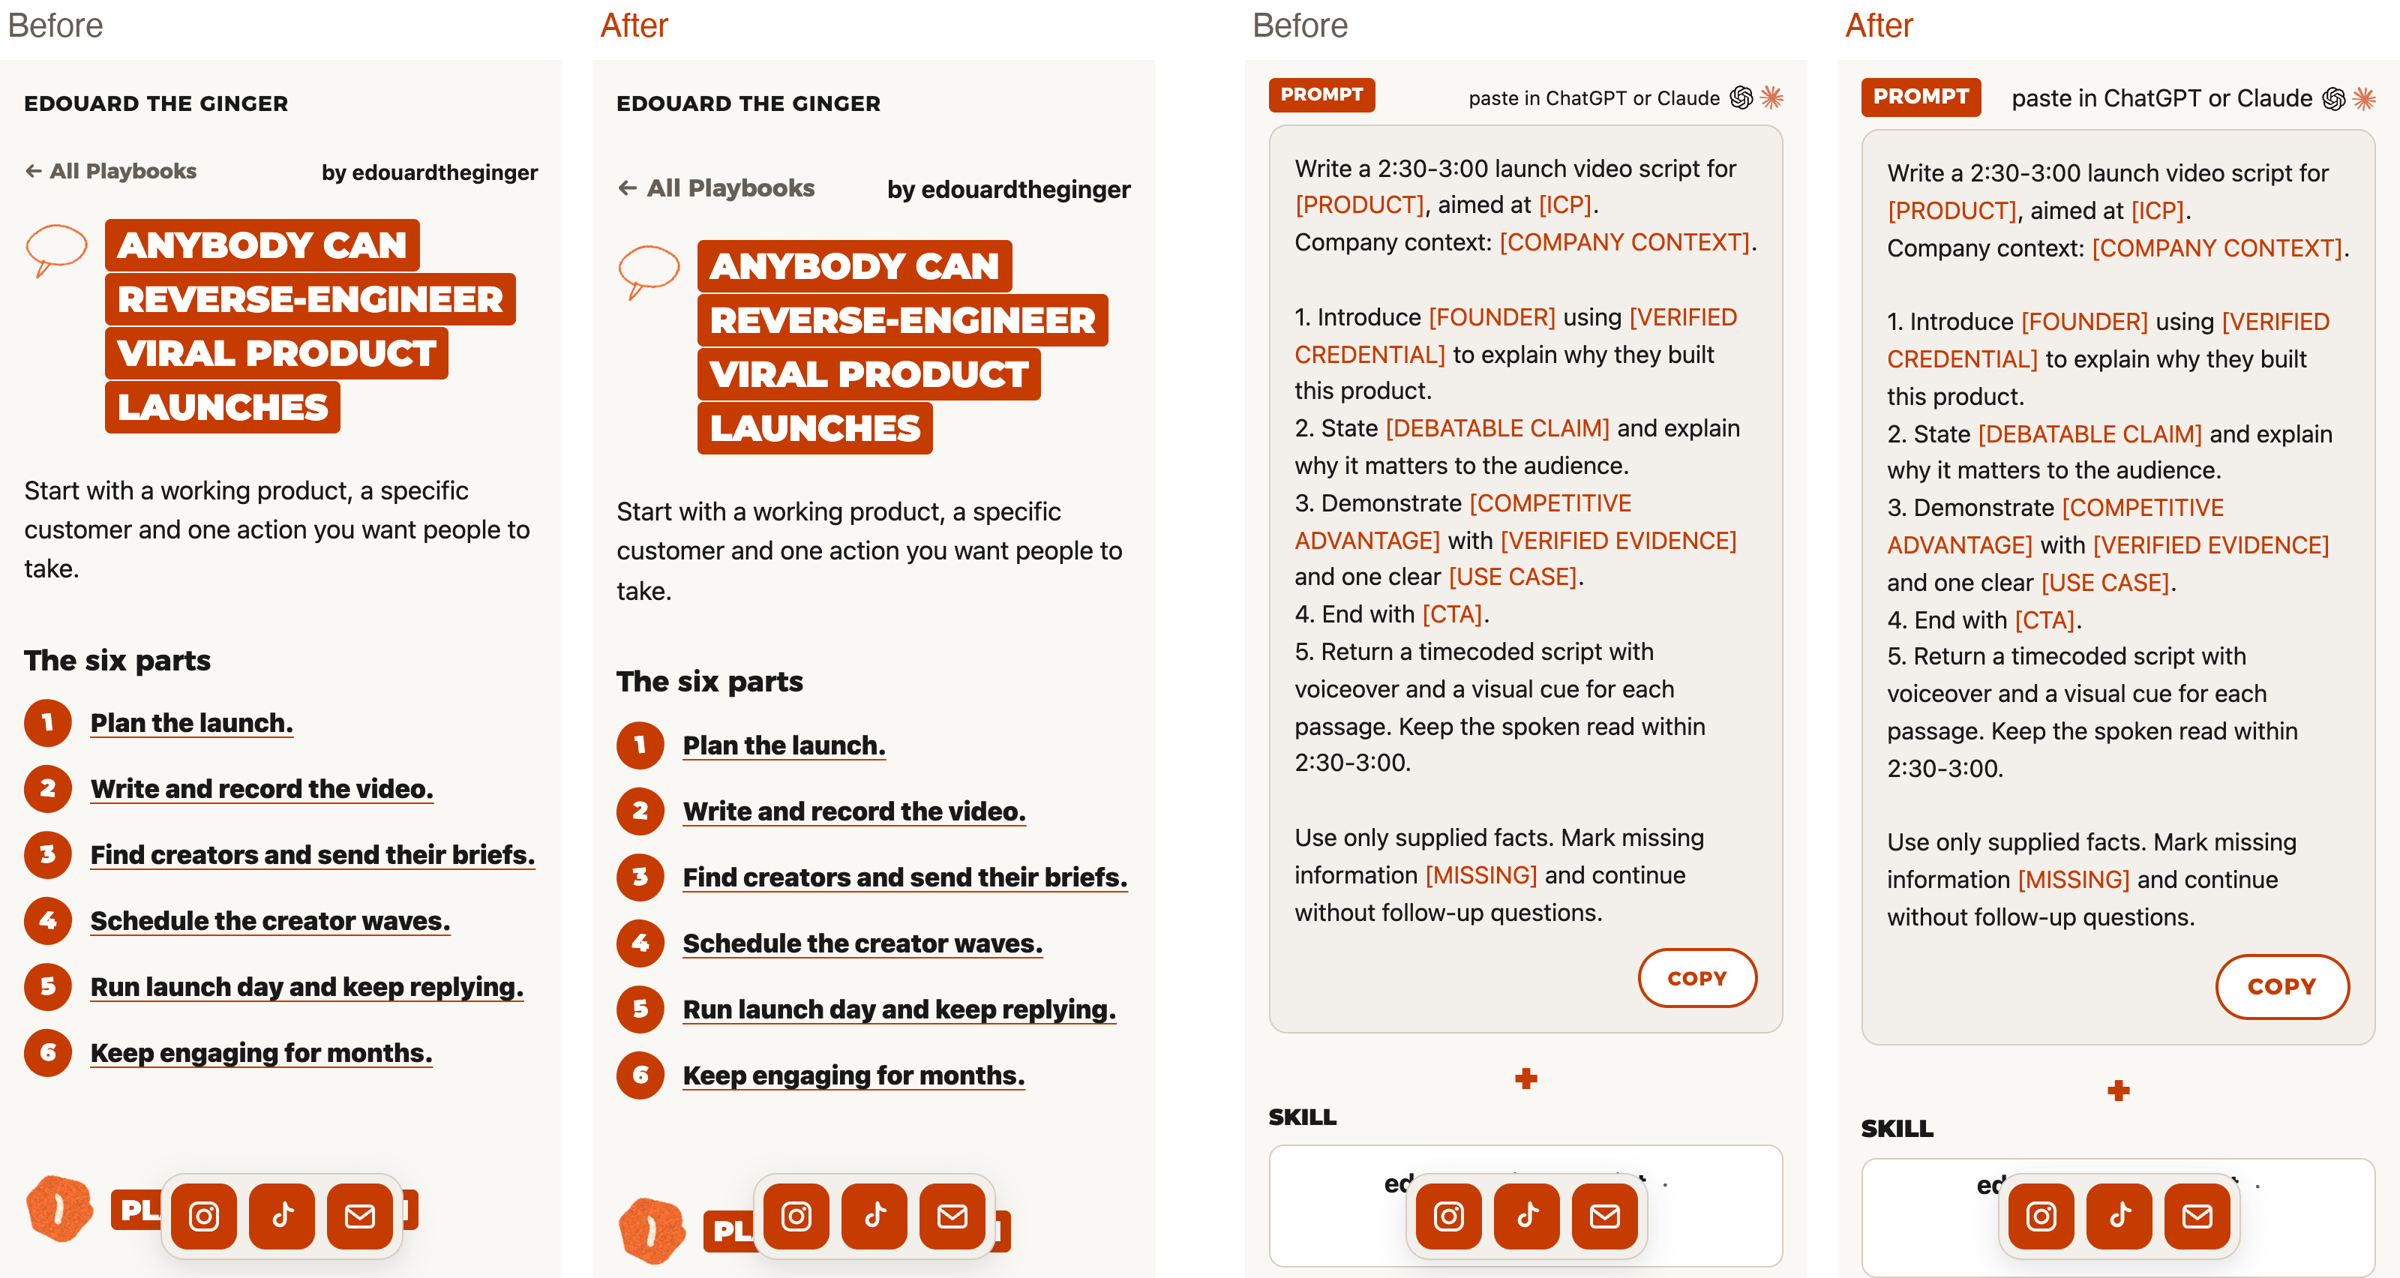 Before
EDOUARD THE GINGER
← All Playbooks
by edouardtheginger
ANYBODY CAN
REVERSE-ENGINEER
VIRAL PRODUCT
LAUNCHES
Start with a working product, a specific
customer and one action you want people to
take.
The six parts
1 Plan the launch.
2 Write and record the video.
3 Find creators and send their briefs.
4 Schedule the creator waves.
5 Run launch day and keep replying.
6 Keep engaging for months.
After
EDOUARD THE GINGER
← All Playbooks
by edouardtheginger
ANYBODY CAN
REVERSE-ENGINEER
VIRAL PRODUCT
LAUNCHES
Start with a working product, a specific
customer and one action you want people to
take.
The six parts
1 Plan the launch.
2 Write and record the video.
3 Find creators and send their briefs.
4 Schedule the creator waves.
5 Run launch day and keep replying.
6 Keep engaging for months.
Before
PROMPT
paste in ChatGPT or Claude
Write a 2:30-3:00 launch video script for
[PRODUCT], aimed at [ICP].
Company context: [COMPANY CONTEXT].
1. Introduce [FOUNDER] using [VERIFIED
CREDENTIAL] to explain why they built
this product.
2. State [DEBATABLE CLAIM] and explain
why it matters to the audience.
3. Demonstrate [COMPETITIVE
ADVANTAGE] with [VERIFIED EVIDENCE]
and one clear [USE CASE].
4. End with [CTA].
5. Return a timecoded script with
voiceover and a visual cue for each
passage. Keep the spoken read within
2:30-3:00.
Use only supplied facts. Mark missing
information [MISSING] and continue
without follow-up questions.
COPY
+
SKILL
After
PROMPT
paste in ChatGPT or Claude
Write a 2:30-3:00 launch video script for
[PRODUCT], aimed at [ICP].
Company context: [COMPANY CONTEXT].
1. Introduce [FOUNDER] using [VERIFIED
CREDENTIAL] to explain why they built
this product.
2. State [DEBATABLE CLAIM] and explain
why it matters to the audience.
3. Demonstrate [COMPETITIVE
ADVANTAGE] with [VERIFIED EVIDENCE]
and one clear [USE CASE].
4. End with [CTA].
5. Return a timecoded script with
voiceover and a visual cue for each
passage. Keep the spoken read within
2:30-3:00.
Use only supplied facts. Mark missing
information [MISSING] and continue
without follow-up questions.
COPY
+
SKILL